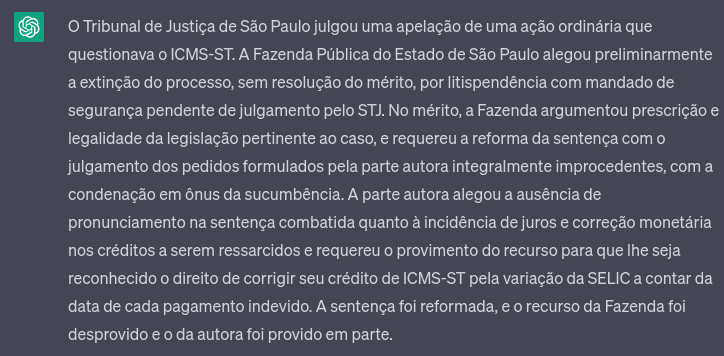 O Tribunal de Justiça de São Paulo julgou uma apelação de uma ação ordinária que
questionava o ICMS-ST. A Fazenda Pública do Estado de São Paulo alegou preliminarmente
a extinção do processo, sem resolução do mérito, por litispendência com mandado de
segurança pendente de julgamento pelo STJ. No mérito, a Fazenda argumentou prescrição e
legalidade da legislação pertinente ao caso, e requereu a reforma da sentença com o
julgamento dos pedidos formulados pela parte autora integralmente improcedentes, com a
condenação em ônus da sucumbência. A parte autora alegou a ausência de
pronunciamento na sentença combatida quanto à incidência de juros e correção monetária
nos créditos a serem ressarcidos e requereu o provimento do recurso para que lhe seja
reconhecido o direito de corrigir seu crédito de ICMS-ST pela variação da SELIC a contar da
data de cada pagamento indevido. A sentença foi reformada, e o recurso da Fazenda foi
desprovido e o da autora foi provido em parte.